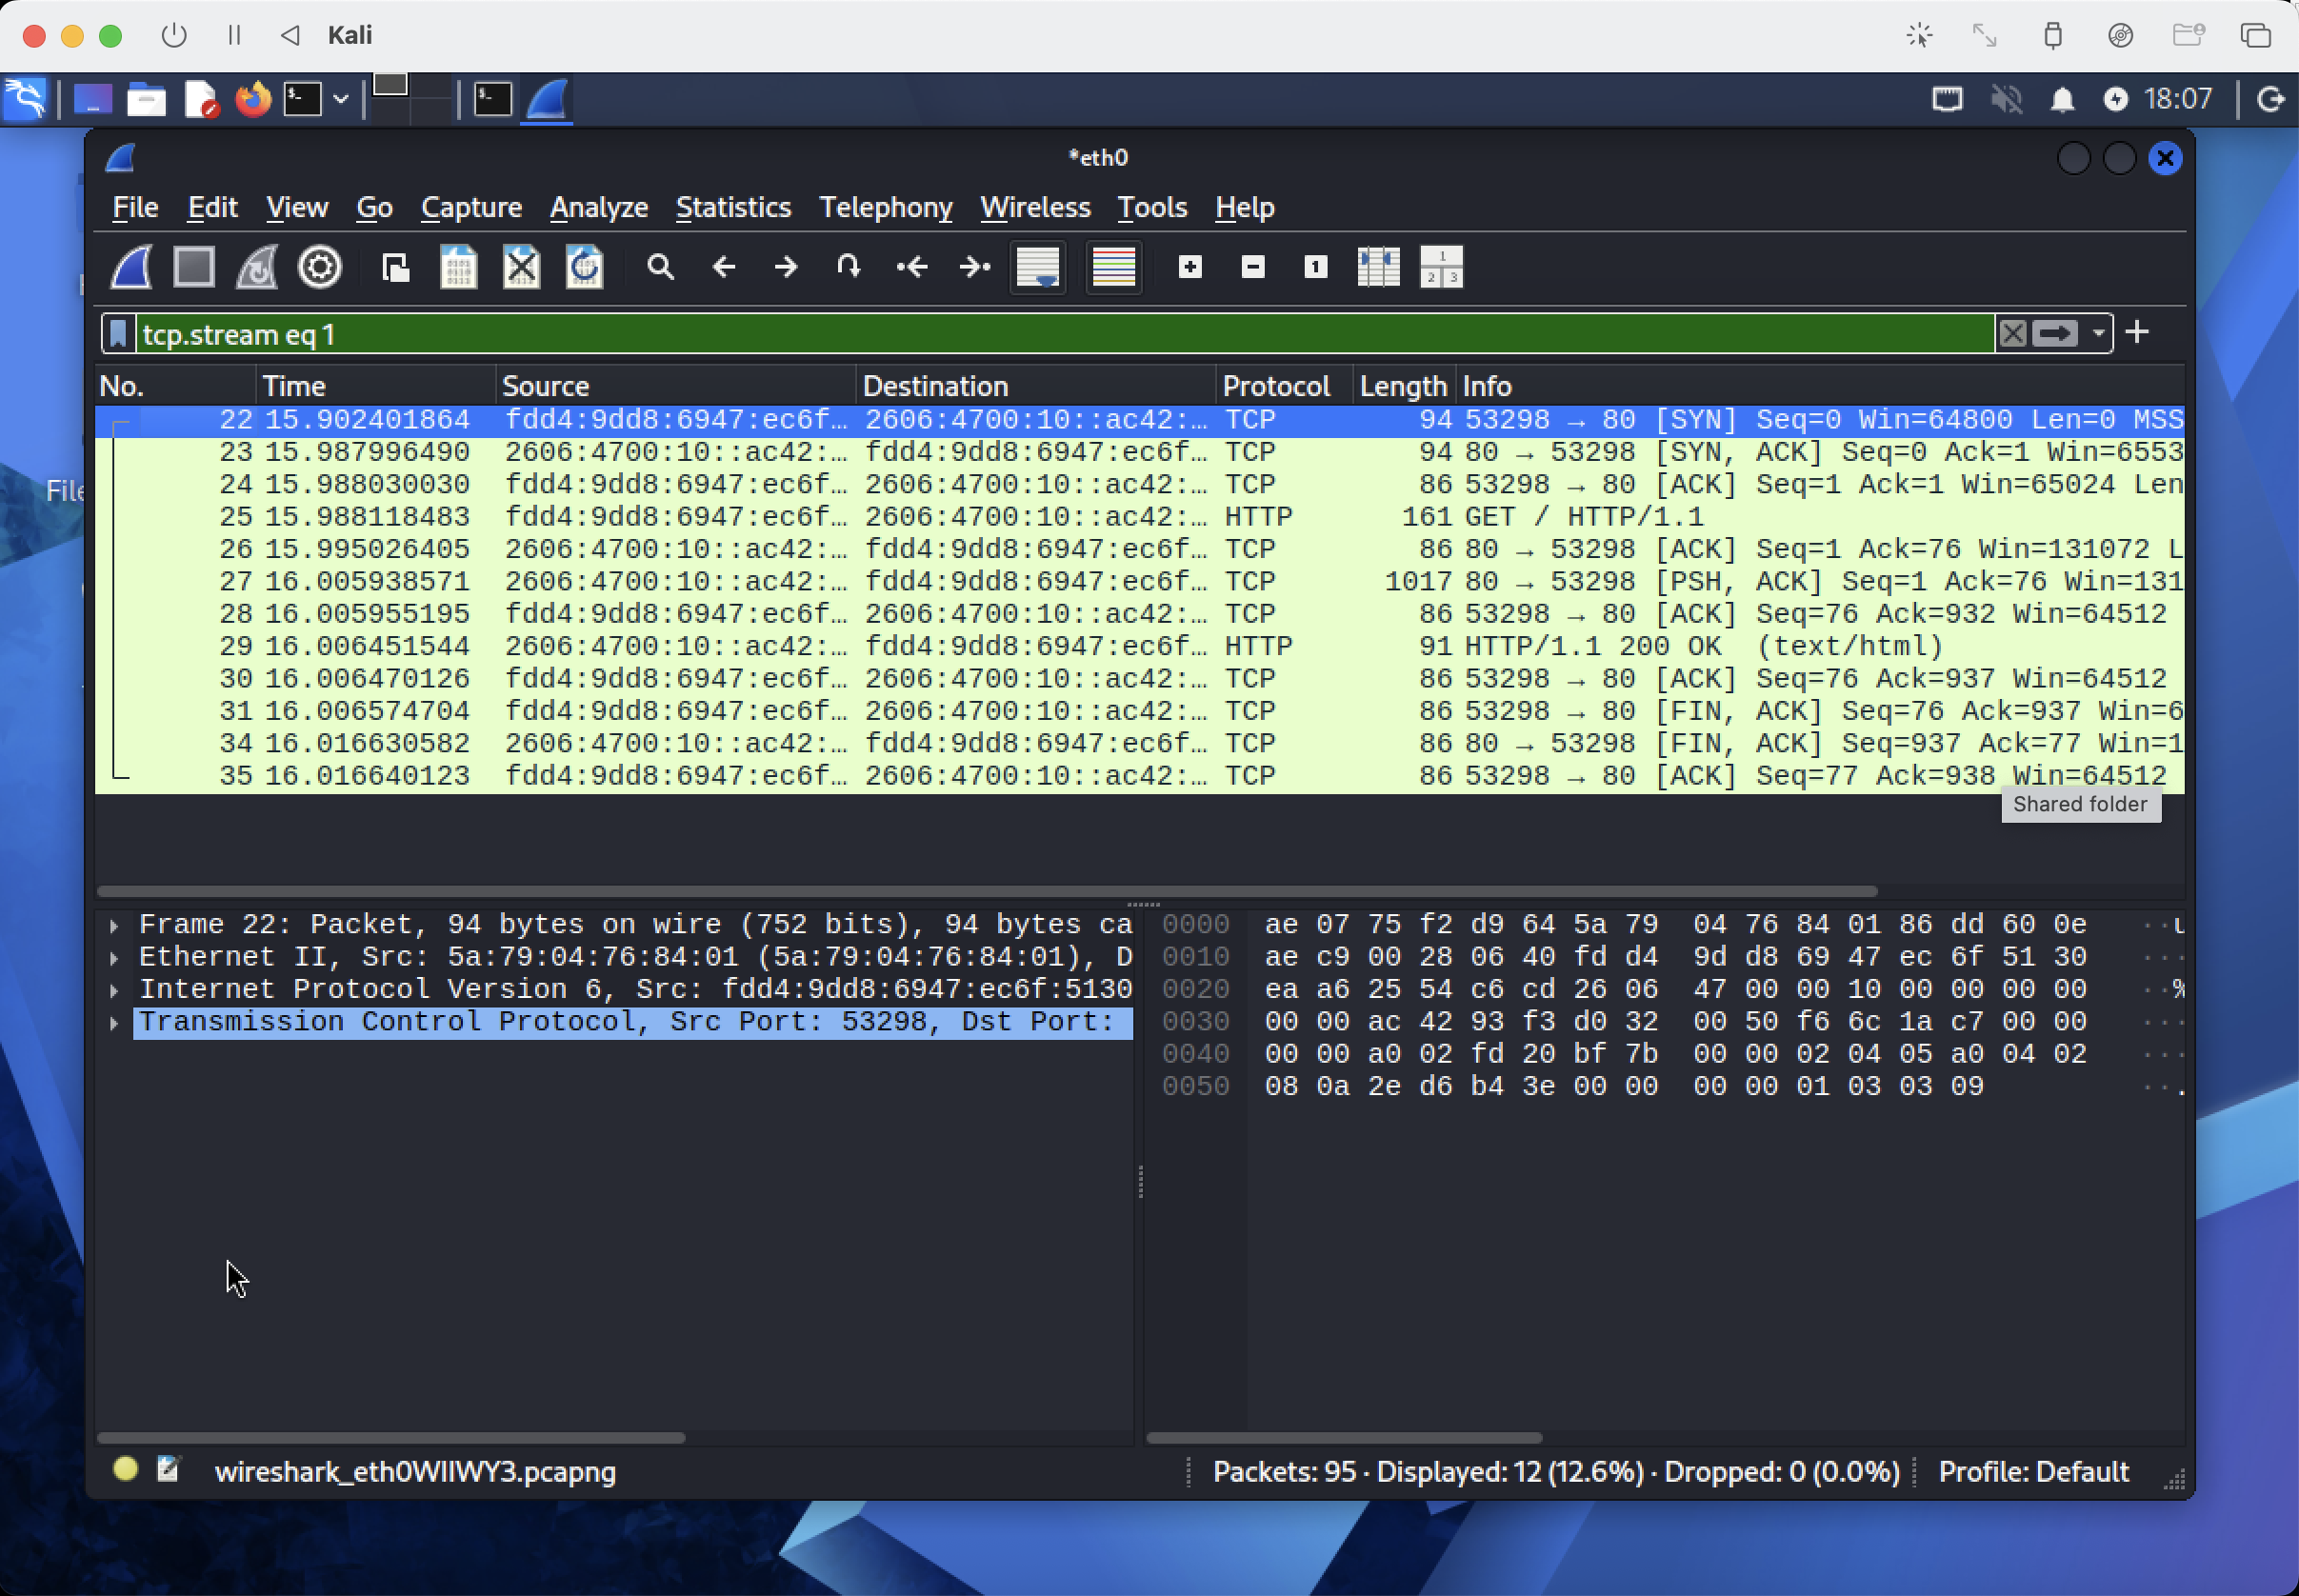 Kali
18:07
*eth0
File Edit View Go Capture Analyze Statistics Telephony Wireless Tools Help
tcp.stream eq 1
No. Time Source Destination Protocol Length Info
22 15.902401864 fdd4:9dd8:6947:ec6f… 2606:4700:10::ac42:… TCP 94 53298 → 80 [SYN] Seq=0 Win=64800 Len=0 MSS
23 15.987996490 2606:4700:10::ac42:… fdd4:9dd8:6947:ec6f… TCP 94 80 → 53298 [SYN, ACK] Seq=0 Ack=1 Win=6553
24 15.988030030 fdd4:9dd8:6947:ec6f… 2606:4700:10::ac42:… TCP 86 53298 → 80 [ACK] Seq=1 Ack=1 Win=65024 Len
25 15.988118483 fdd4:9dd8:6947:ec6f… 2606:4700:10::ac42:… HTTP 161 GET / HTTP/1.1
26 15.995026405 2606:4700:10::ac42:… fdd4:9dd8:6947:ec6f… TCP 86 80 → 53298 [ACK] Seq=1 Ack=76 Win=131072 L
27 16.005938571 2606:4700:10::ac42:… fdd4:9dd8:6947:ec6f… TCP 1017 80 → 53298 [PSH, ACK] Seq=1 Ack=76 Win=131
28 16.005955195 fdd4:9dd8:6947:ec6f… 2606:4700:10::ac42:… TCP 86 53298 → 80 [ACK] Seq=76 Ack=932 Win=64512
29 16.006451544 2606:4700:10::ac42:… fdd4:9dd8:6947:ec6f… HTTP 91 HTTP/1.1 200 OK (text/html)
30 16.006470126 fdd4:9dd8:6947:ec6f… 2606:4700:10::ac42:… TCP 86 53298 → 80 [ACK] Seq=76 Ack=937 Win=64512
31 16.006574704 fdd4:9dd8:6947:ec6f… 2606:4700:10::ac42:… TCP 86 53298 → 80 [FIN, ACK] Seq=76 Ack=937 Win=6
34 16.016630582 2606:4700:10::ac42:… fdd4:9dd8:6947:ec6f… TCP 86 80 → 53298 [FIN, ACK] Seq=937 Ack=77 Win=1
35 16.016640123 fdd4:9dd8:6947:ec6f… 2606:4700:10::ac42:… TCP 86 53298 → 80 [ACK] Seq=77 Ack=938 Win=64512
File
Shared folder
Frame 22: Packet, 94 bytes on wire (752 bits), 94 bytes ca
Ethernet II, Src: 5a:79:04:76:84:01 (5a:79:04:76:84:01), D
Internet Protocol Version 6, Src: fdd4:9dd8:6947:ec6f:5130
Transmission Control Protocol, Src Port: 53298, Dst Port:
0000 ae 07 75 f2 d9 64 5a 79 04 76 84 01 86 dd 60 0e ··u
0010 ae c9 00 28 06 40 fd d4 9d d8 69 47 ec 6f 51 30 ···
0020 ea a6 25 54 c6 cd 26 06 47 00 00 10 00 00 00 00 ··%
0030 00 00 ac 42 93 f3 d0 32 00 50 f6 6c 1a c7 00 00 ···
0040 00 00 a0 02 fd 20 bf 7b 00 00 02 04 05 a0 04 02 ···
0050 08 0a 2e d6 b4 3e 00 00 00 00 01 03 03 09 ··.
wireshark_eth0WIIWY3.pcapng
Packets: 95 · Displayed: 12 (12.6%) · Dropped: 0 (0.0%)
Profile: Default